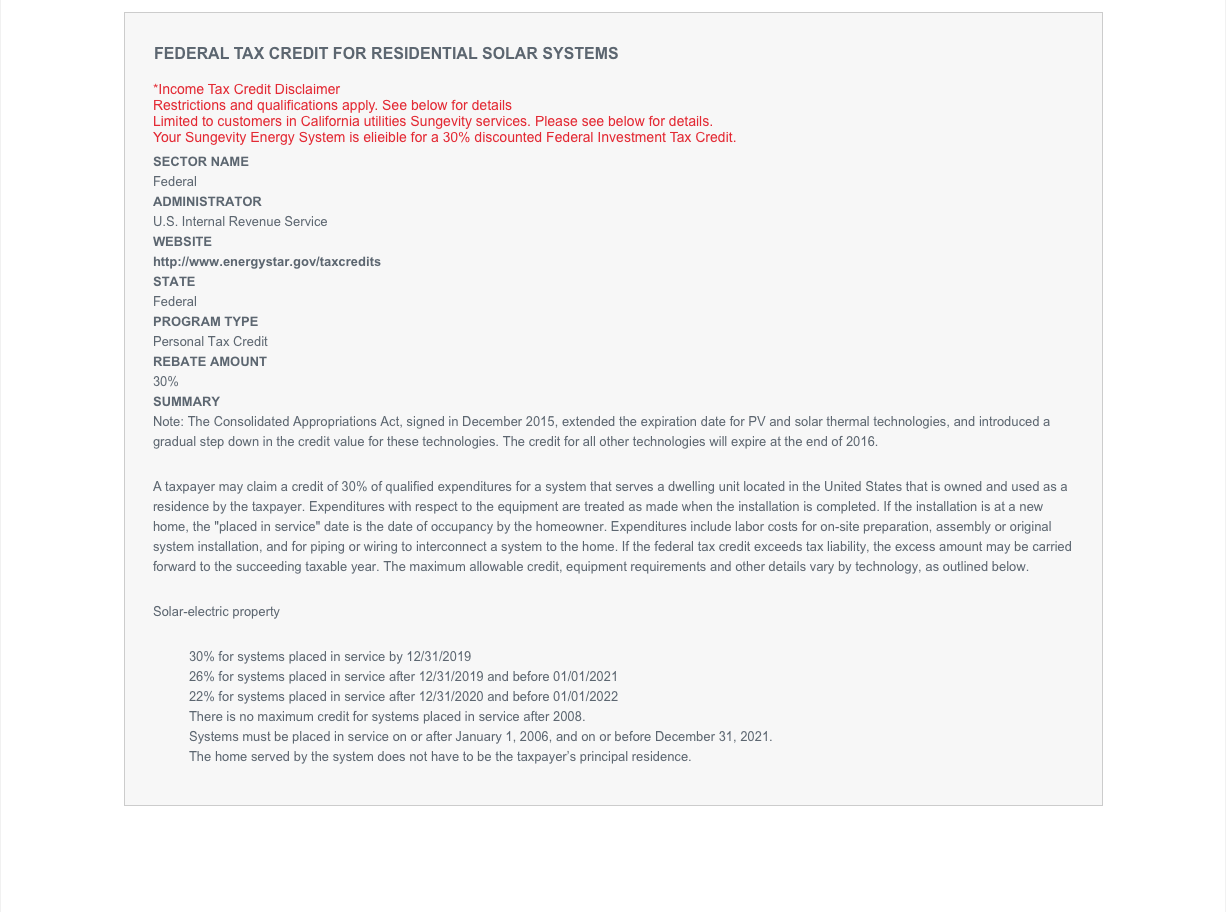 FEDERAL TAX CREDIT FOR RESIDENTIAL SOLAR SYSTEMS
*Income Tax Credit Disclaimer
Restrictions and qualifications apply. See below for details
Limited to customers in California utilities Sungevity services. Please see below for details.
Your Sungevity Energy System is elieible for a 30% discounted Federal Investment Tax Credit.
SECTOR NAME
Federal
ADMINISTRATOR
U.S. Internal Revenue Service
WEBSITE
http://www.energystar.gov/taxcredits
STATE
Federal
PROGRAM TYPE
Personal Tax Credit
REBATE AMOUNT
30%
SUMMARY
Note: The Consolidated Appropriations Act, signed in December 2015, extended the expiration date for PV and solar thermal technologies, and introduced a
gradual step down in the credit value for these technologies. The credit for all other technologies will expire at the end of 2016.
A taxpayer may claim a credit of 30% of qualified expenditures for a system that serves a dwelling unit located in the United States that is owned and used as a
residence by the taxpayer. Expenditures with respect to the equipment are treated as made when the installation is completed. If the installation is at a new
home, the "placed in service" date is the date of occupancy by the homeowner. Expenditures include labor costs for on-site preparation, assembly or original
system installation, and for piping or wiring to interconnect a system to the home. If the federal tax credit exceeds tax liability, the excess amount may be carried
forward to the succeeding taxable year. The maximum allowable credit, equipment requirements and other details vary by technology, as outlined below.
Solar-electric property
30% for systems placed in service by 12/31/2019
26% for systems placed in service after 12/31/2019 and before 01/01/2021
22% for systems placed in service after 12/31/2020 and before 01/01/2022
There is no maximum credit for systems placed in service after 2008.
Systems must be placed in service on or after January 1, 2006, and on or before December 31, 2021.
The home served by the system does not have to be the taxpayer’s principal residence.